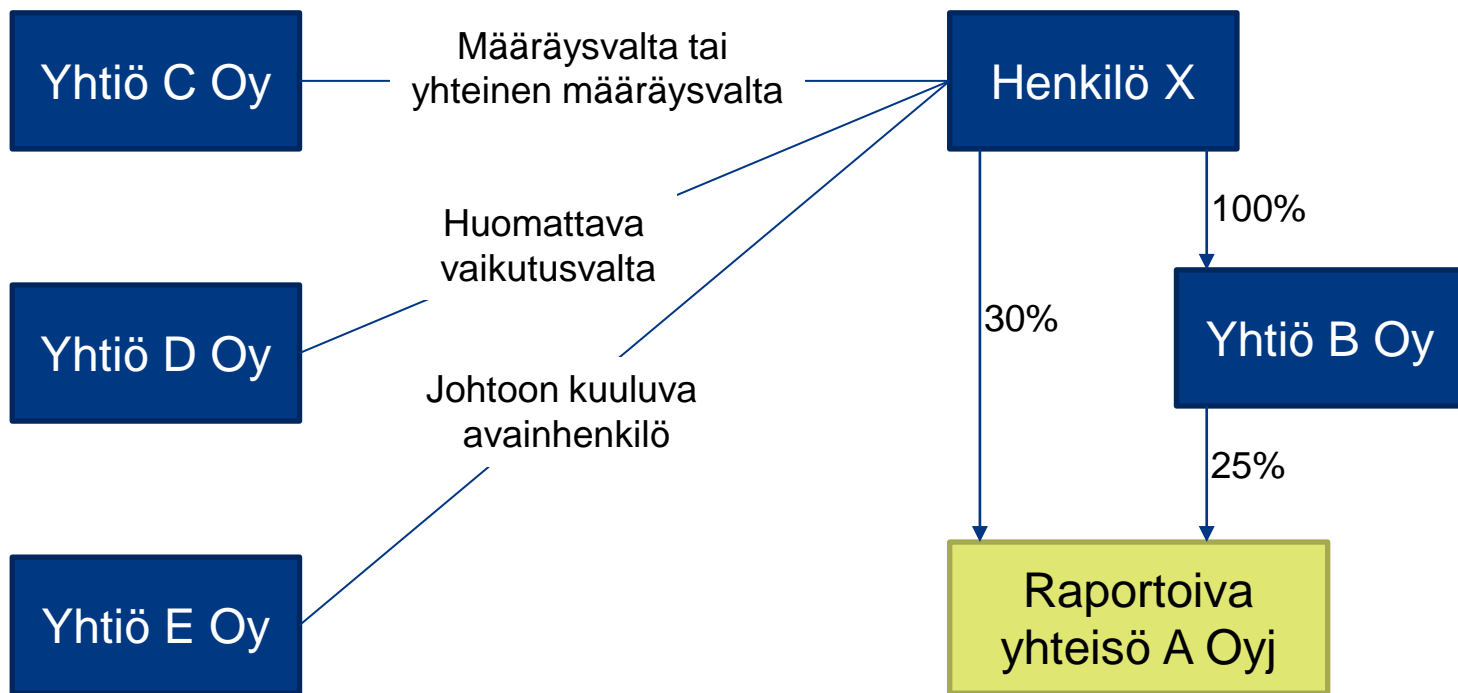 Yhtiö C Oy
Määräysvalta tai
yhteinen määräysvalta
Henkilö X
Huomattava
vaikutusvalta
100%
Yhtiö D Oy
30%
Yhtiö B Oy
Johtoon kuuluva
avainhenkilö
25%
Yhtiö E Oy
Raportoiva
yhteisö A Oyj